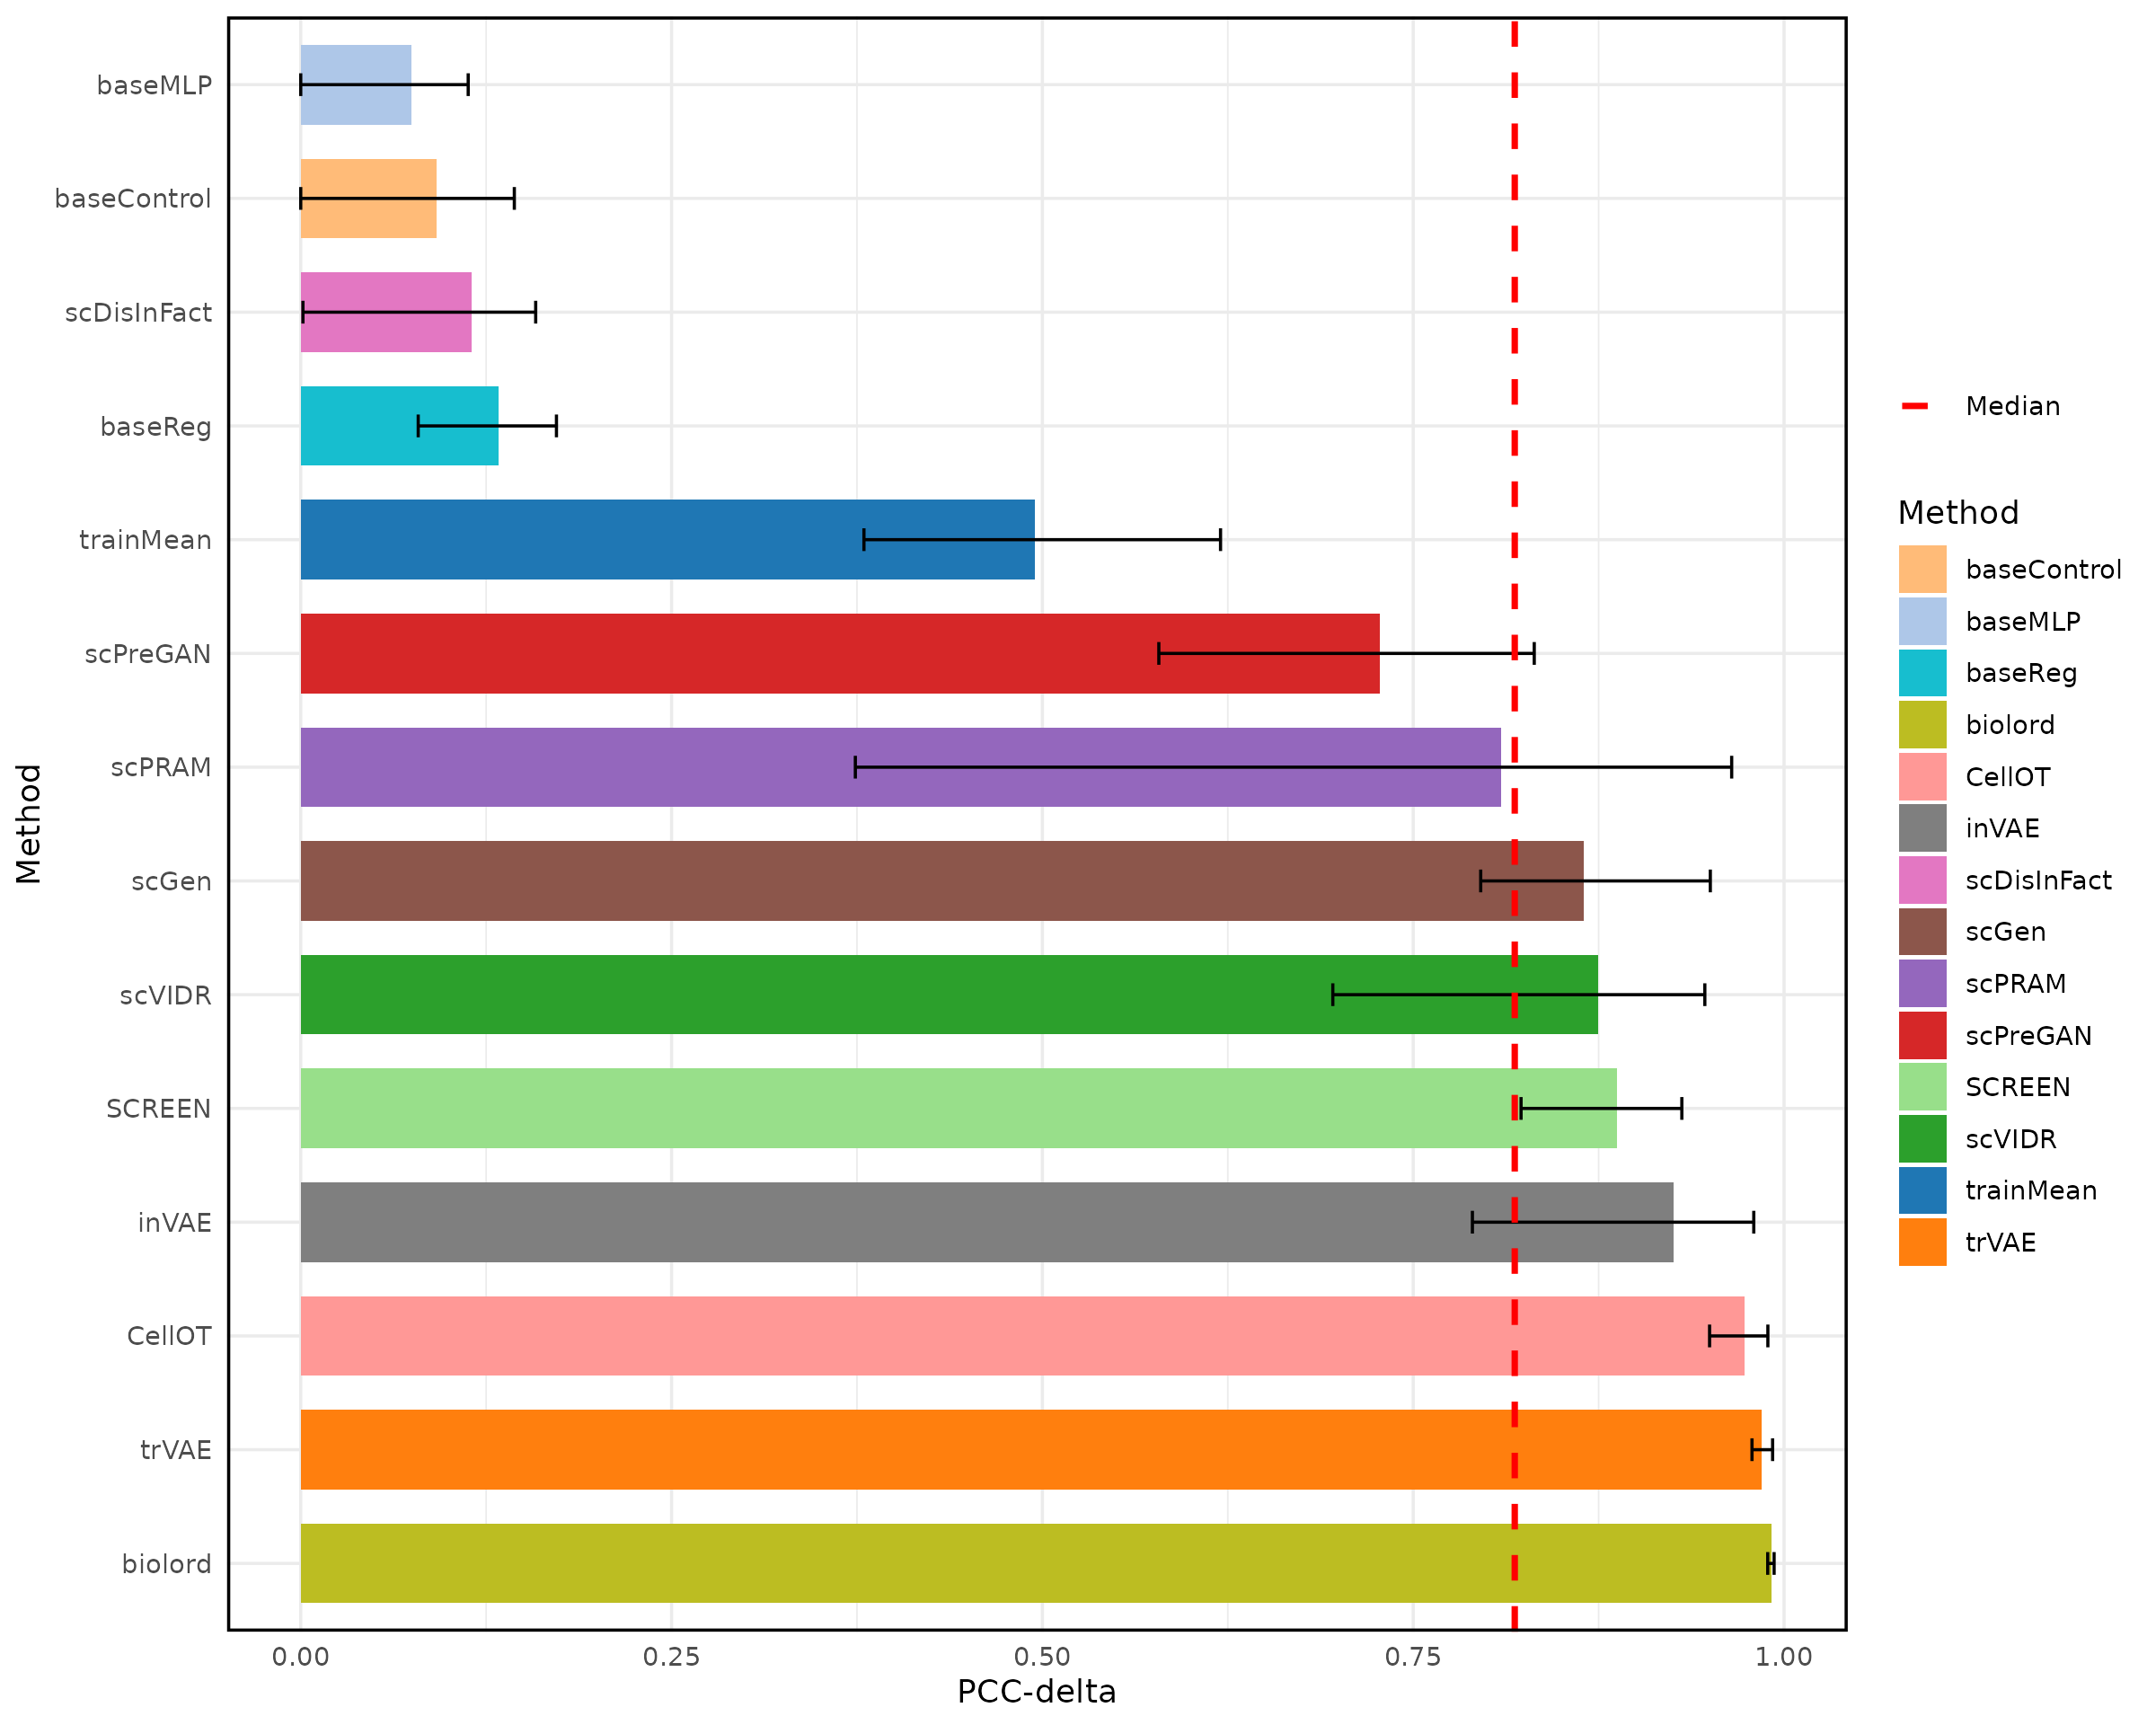 Method
baseMLP
baseControl
scDisInFact
baseReg
trainMean
scPreGAN
scPRAM
scGen
scVIDR
SCREEN
inVAE
CellOT
trVAE
biolord
0.00 0.25 0.50 0.75 1.00
PCC-delta
Median
Method
baseControl
baseMLP
baseReg
biolord
CellOT
inVAE
scDisInFact
scGen
scPRAM
scPreGAN
SCREEN
scVIDR
trainMean
trVAE